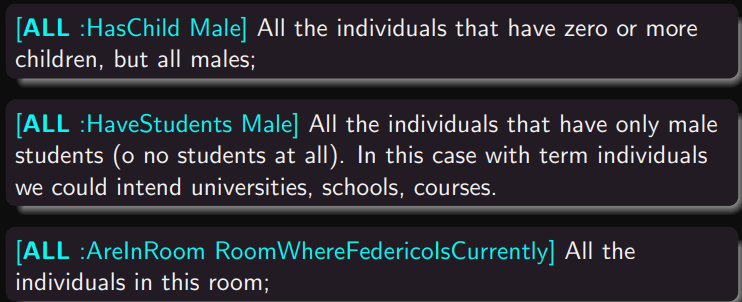 [ALL :HasChild Male] All the individuals that have zero or more
children, but all males;
[ALL :HaveStudents Male] All the individuals that have only male
students (o no students at all). In this case with term individuals
we could intend universities, schools, courses.
[ALL :AreInRoom RoomWhereFedericoIsCurrently] All the
individuals in this room;